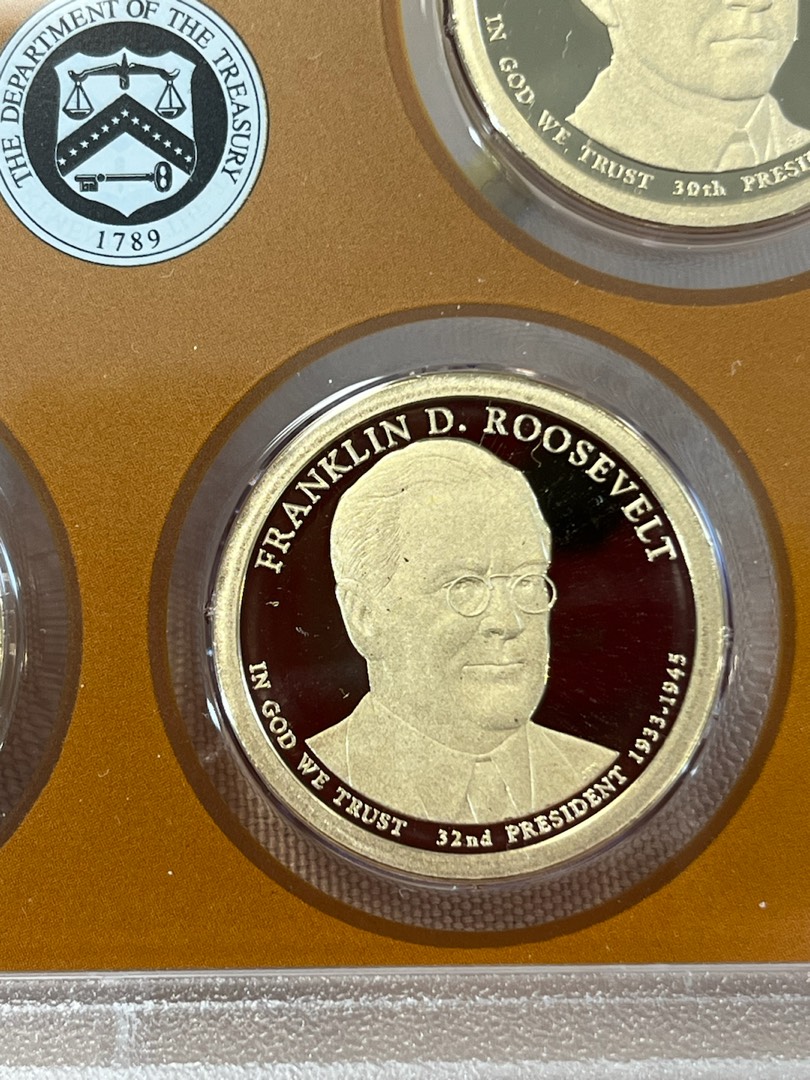 THE DEPARTMENT OF THE TREASURY
1789
IN GOD WE TRUST 30th
FRANKLIN D. ROOSEVELT
IN GOD WE TRUST 32nd PRESIDENT 1933-1945